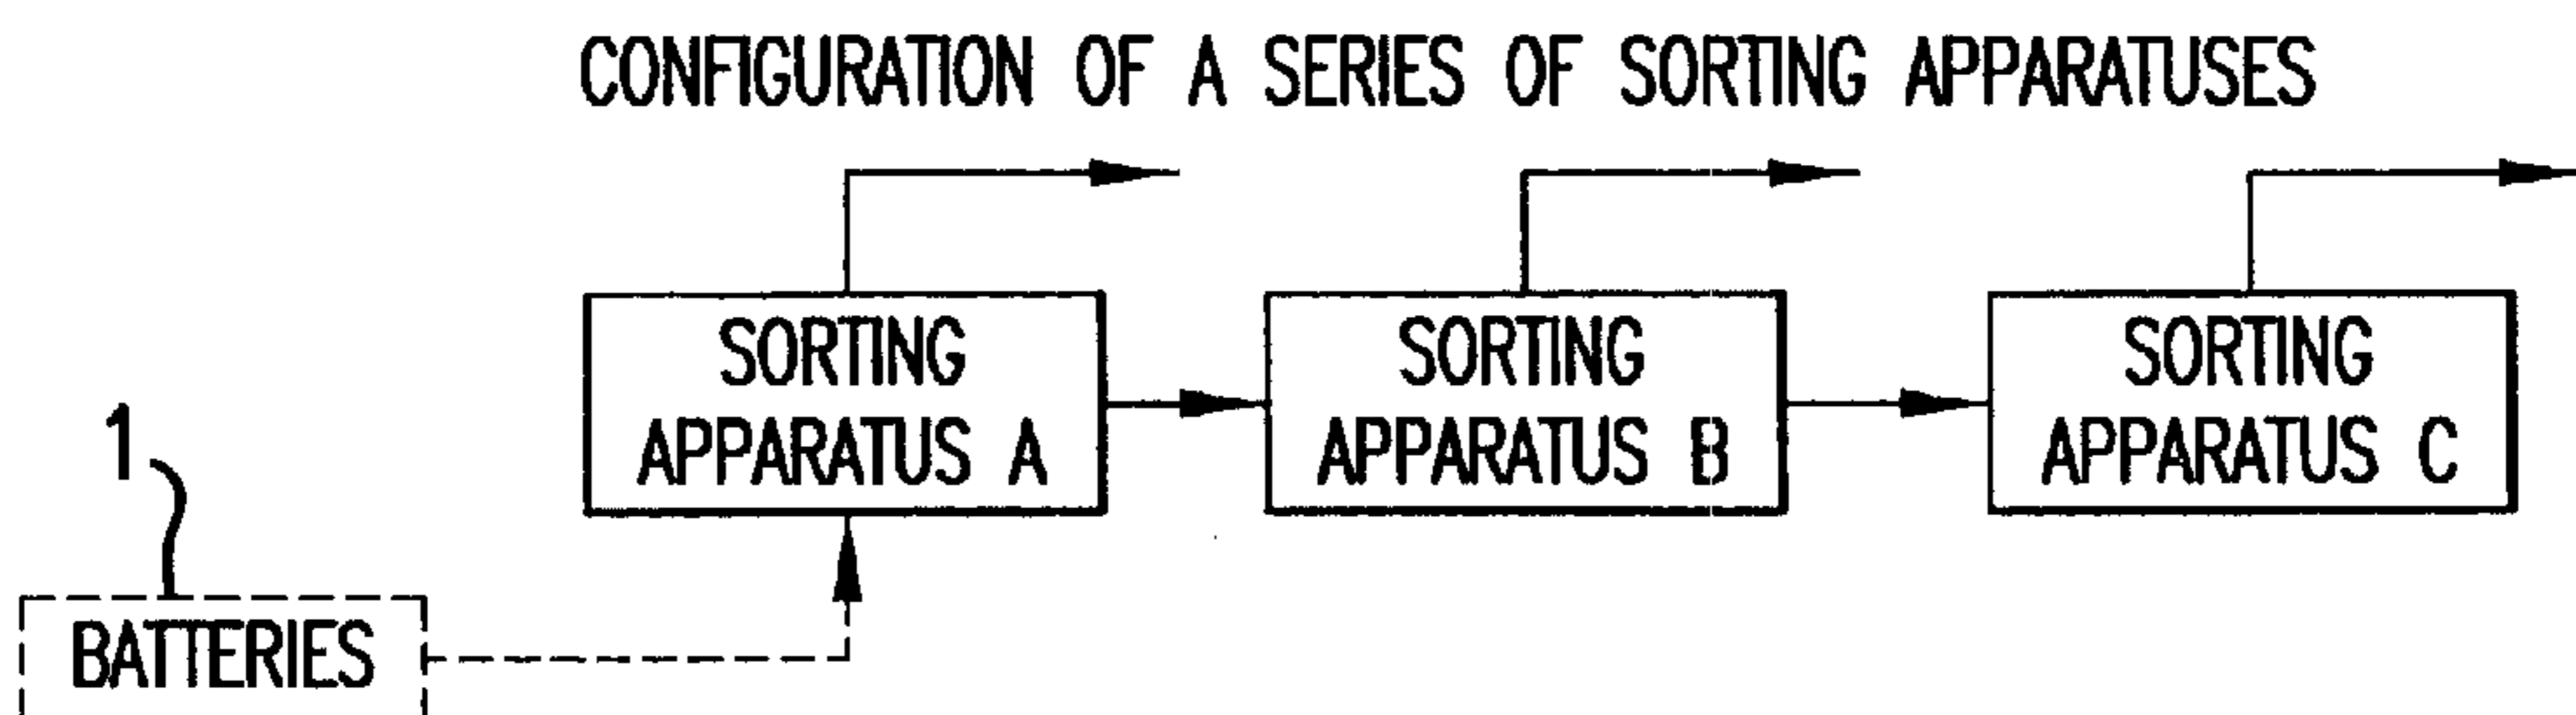 CONFIGURATION OF A SERIES OF SORTING APPARATUSES
SORTING
APPARATUS A
SORTING
APPARATUS B
SORTING
APPARATUS C
1
BATTERIES